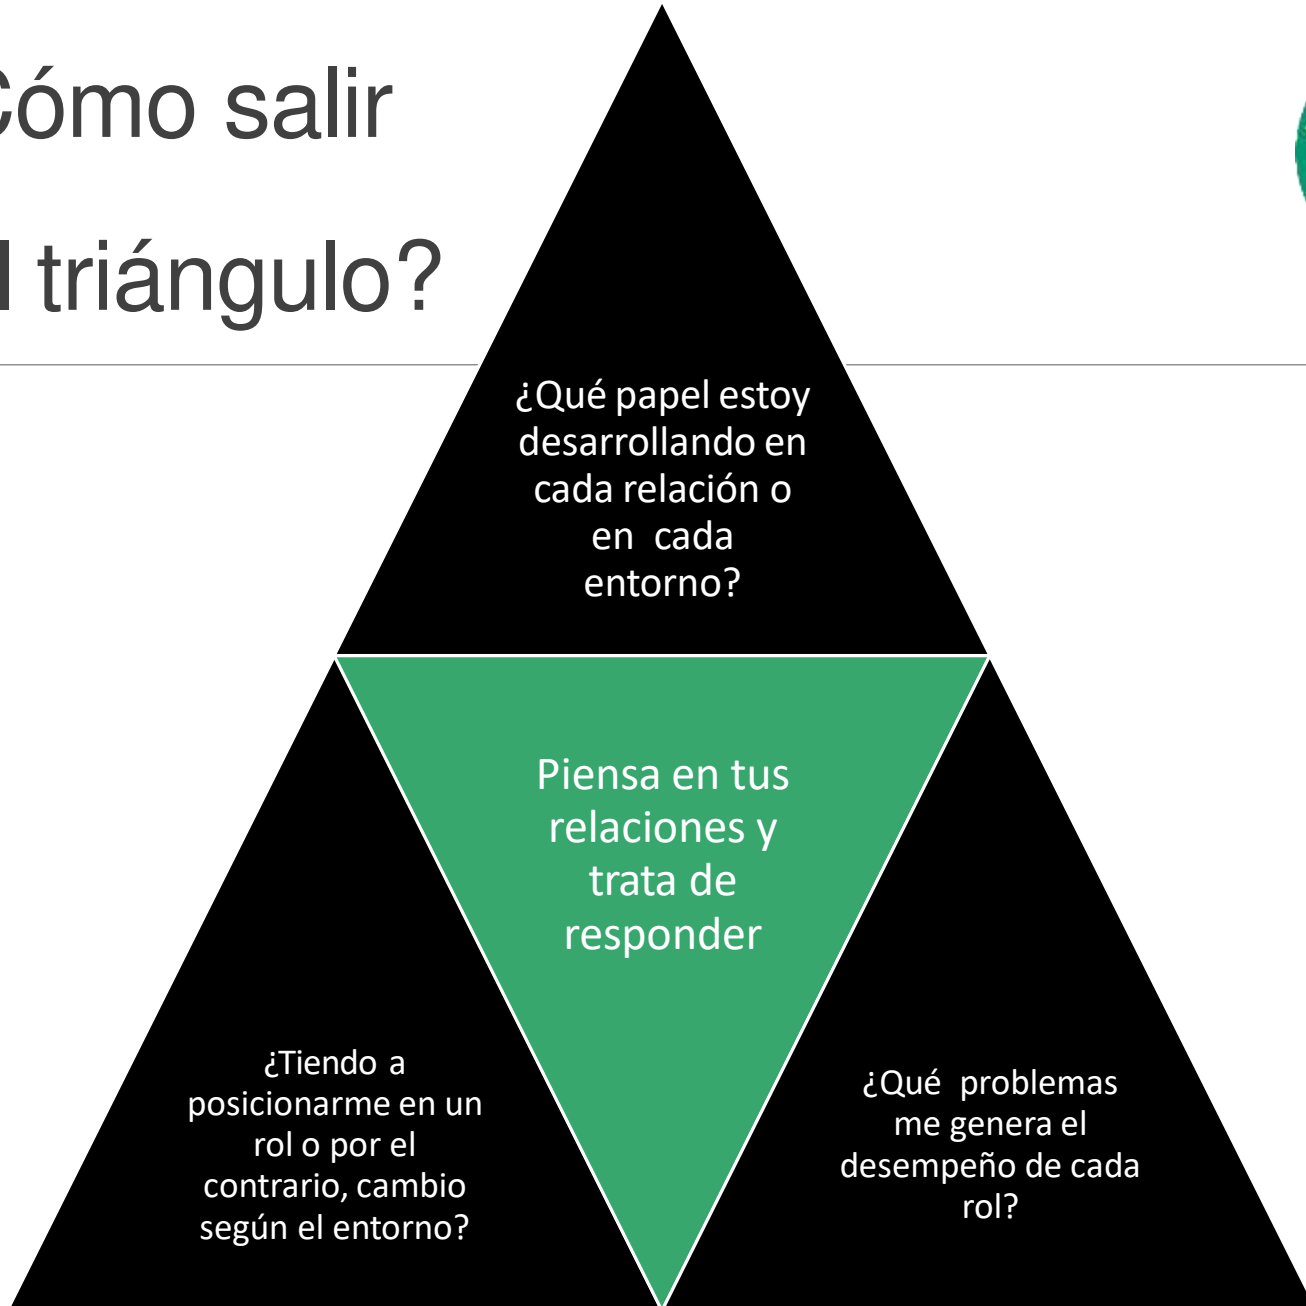 Cómo salir
l triángulo?
¿Qué papel estoy
desarrollando en
cada relación o
en cada
entorno?
Piensa en tus
relaciones y
trata de
responder
¿Tiendo a
posicionarme en un
rol o por el
contrario, cambio
según el entorno?
¿Qué problemas
me genera el
desempeño de cada
rol?